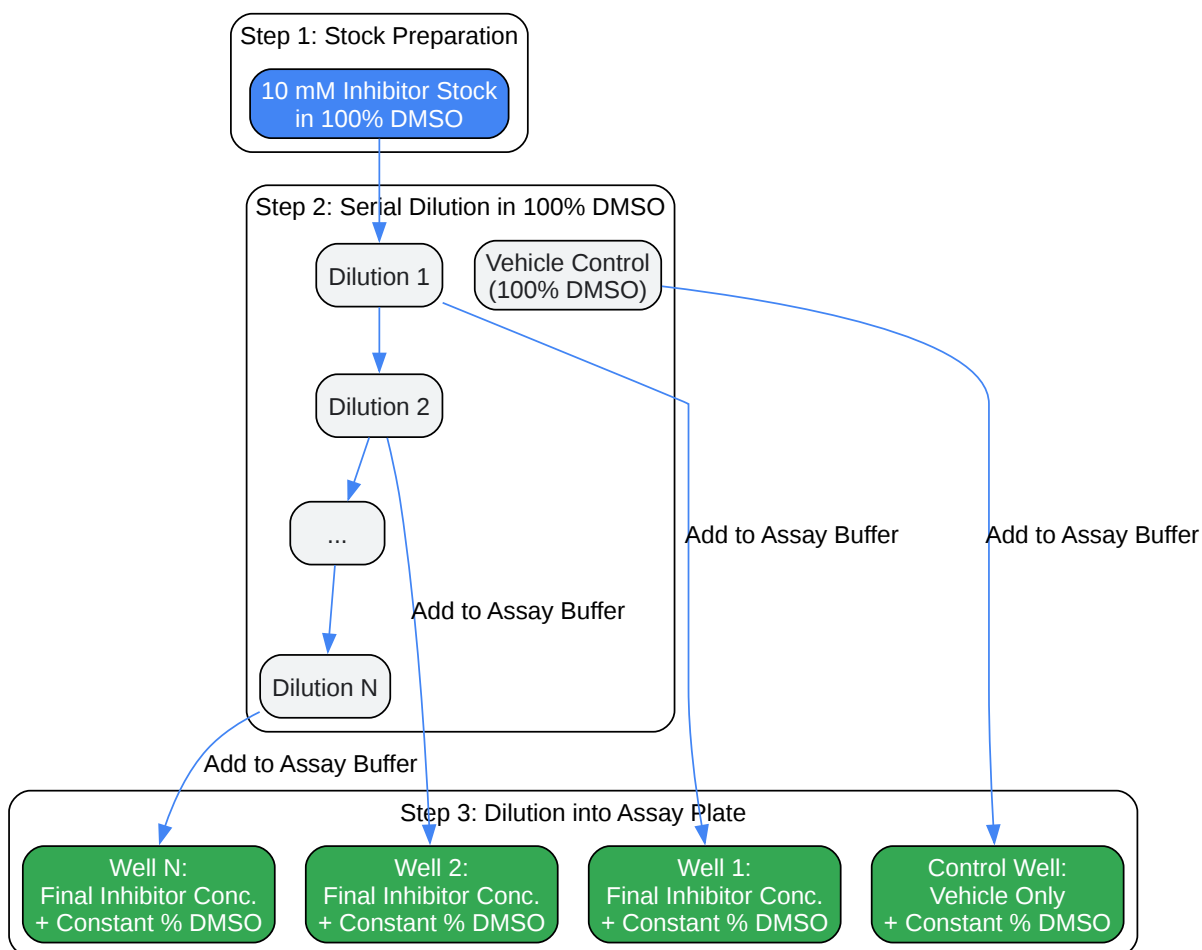 Step 1: Stock Preparation
10 mM Inhibitor Stock
in 100% DMSO
Step 2: Serial Dilution in 100% DMSO
Dilution 1
Vehicle Control
(100% DMSO)
Dilution 2
...
Add to Assay Buffer
Add to Assay Buffer
Add to Assay Buffer
Dilution N
Add to Assay Buffer
Step 3: Dilution into Assay Plate
Well N:
Final Inhibitor Conc.
+ Constant % DMSO
Well 2:
Final Inhibitor Conc.
+ Constant % DMSO
Well 1:
Final Inhibitor Conc.
+ Constant % DMSO
Control Well:
Vehicle Only
+ Constant % DMSO